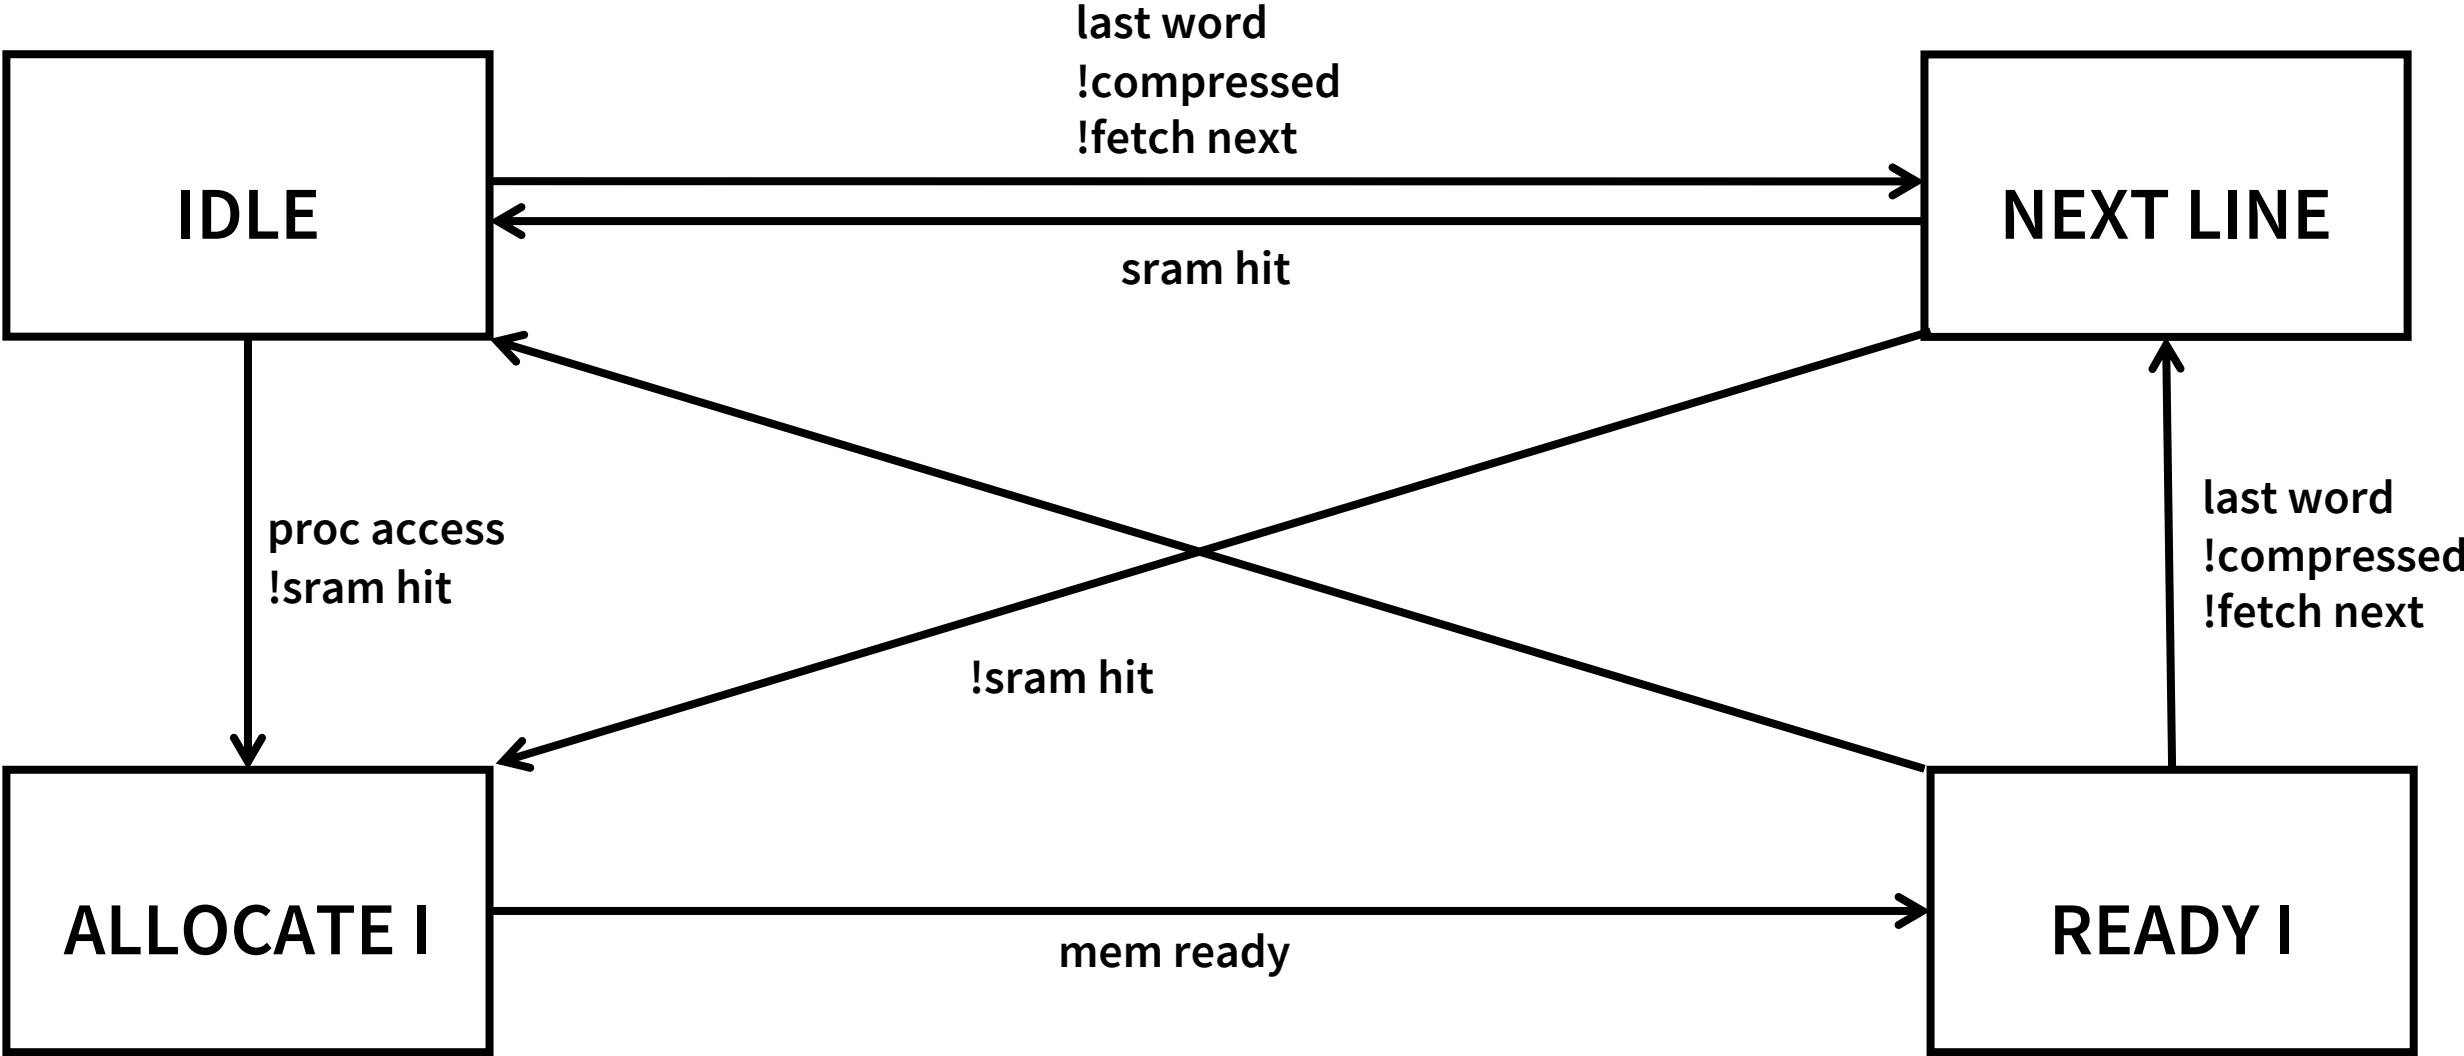 last word
!compressed
!fetch next
IDLE
NEXT LINE
sram hit
proc access
!sram hit
last word
!compressed
!fetch next
!sram hit
ALLOCATE I
mem ready
READY I